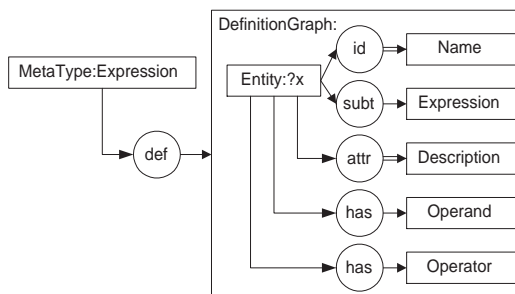 DefinitionGraph:
id
Name
MetaType:Expression
Entity:?x
subt
Expression
def
attr
Description
has
Operand
has
Operator